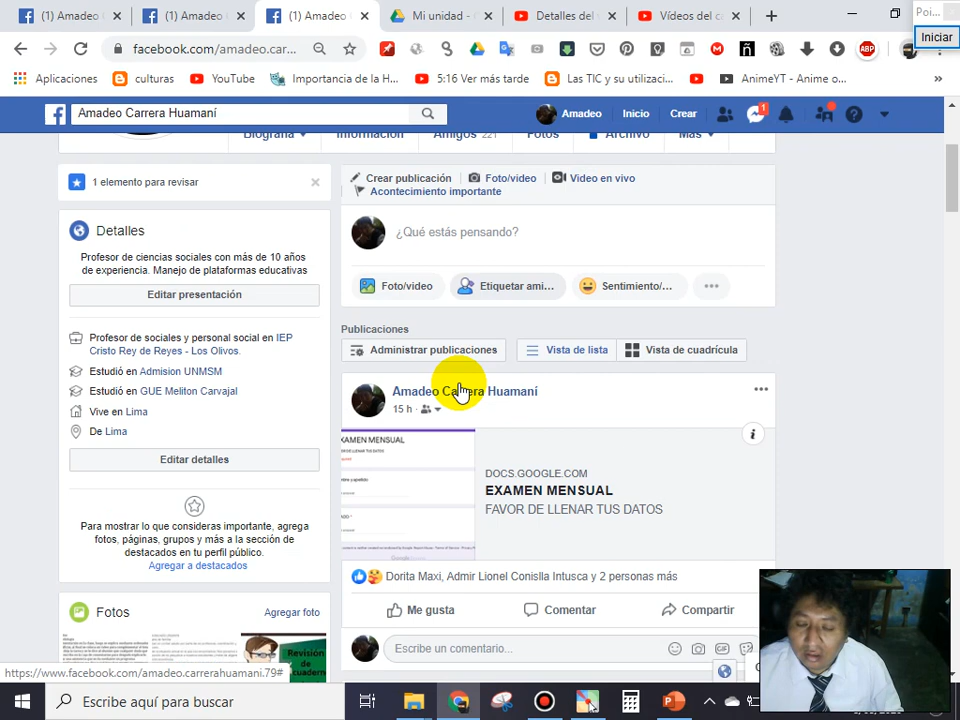 (1) Amadeo
(1) Amadeo
(1) Amadeo
Mi unidad -
Detalles del
Vídeos del c
Poi...
Iniciar
facebook.com/amadeo.car...
ABP
Aplicaciones
culturas
YouTube
Importancia de la H...
5:16 Ver más tarde
Las TIC y su utilizaci...
AnimeYT - Anime o...
»
Amadeo Carrera Huamaní
Amadeo
Inicio
Crear
1
Biografía
Información
Amigos 221
Fotos
Archivo
Más
1 elemento para revisar
Crear publicación
Foto/video
Video en vivo
Acontecimiento importante
¿Qué estás pensando?
Foto/video
Etiquetar ami...
Sentimiento/...
Detalles
Profesor de ciencias sociales con más de 10 años
de experiencia. Manejo de plataformas educativas
Editar presentación
Profesor de sociales y personal social en IEP
Cristo Rey de Reyes - Los Olivos.
Estudió en Admision UNMSM
Estudió en GUE Meliton Carvajal
Vive en Lima
De Lima
Editar detalles
Para mostrar lo que consideras importante, agrega
fotos, páginas, grupos y más a la sección de
destacados en tu perfil público.
Agregar a destacados
Fotos
Agregar foto
Revisión de
Publicaciones
Administrar publicaciones
Vista de lista
Vista de cuadrícula
Amadeo Carrera Huamaní
15 h
EXAMEN MENSUAL
DOCS.GOOGLE.COM
EXAMEN MENSUAL
FAVOR DE LLENAR TUS DATOS
Dorita Maxi, Admir Lionel Conislla Intusca y 2 personas más
Me gusta
Comentar
Compartir
Escribe un comentario...
https://www.facebook.com/amadeo.carrerahuamani.79#
Escribe aquí para buscar